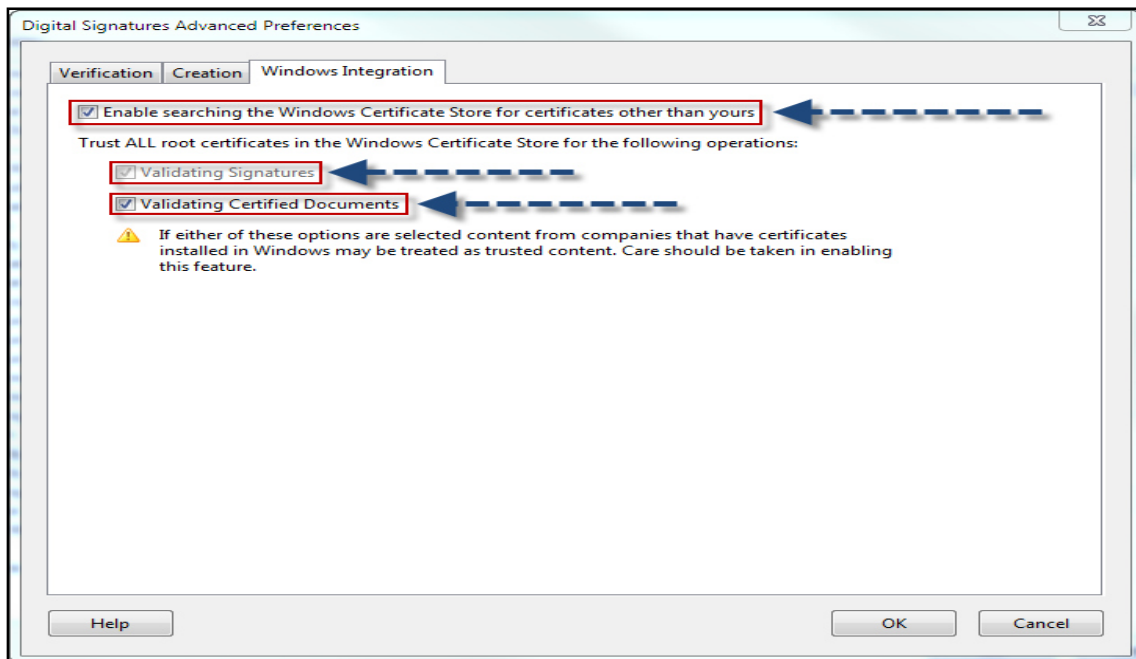 Digital Signatures Advanced Preferences
Verification Creation Windows Integration
Enable searching the Windows Certificate Store for certificates other than yours
Trust ALL root certificates in the Windows Certificate Store for the following operations:
Validating Signatures
Validating Certified Documents
If either of these options are selected content from companies that have certificates
installed in Windows may be treated as trusted content. Care should be taken in enabling
this feature.
Help OK Cancel